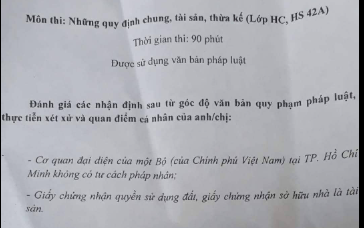 Môn thi: Những quy định chung, tài sản, thừa kế (Lớp HC, HS 42A)
Thời gian thi: 90 phút
Được sử dụng văn bản pháp luật
Đánh giá các nhận định sau từ góc độ văn bản quy phạm pháp luật,
thực tiễn xét xử và quan điểm cá nhân của anh/chị:
- Cơ quan đại diện của một Bộ (của Chính phủ Việt Nam) tại TP. Hồ Chí
Minh không có tư cách pháp nhân;
- Giấy chứng nhận quyền sử dụng đất, giấy chứng nhận sở hữu nhà là tài
sản.